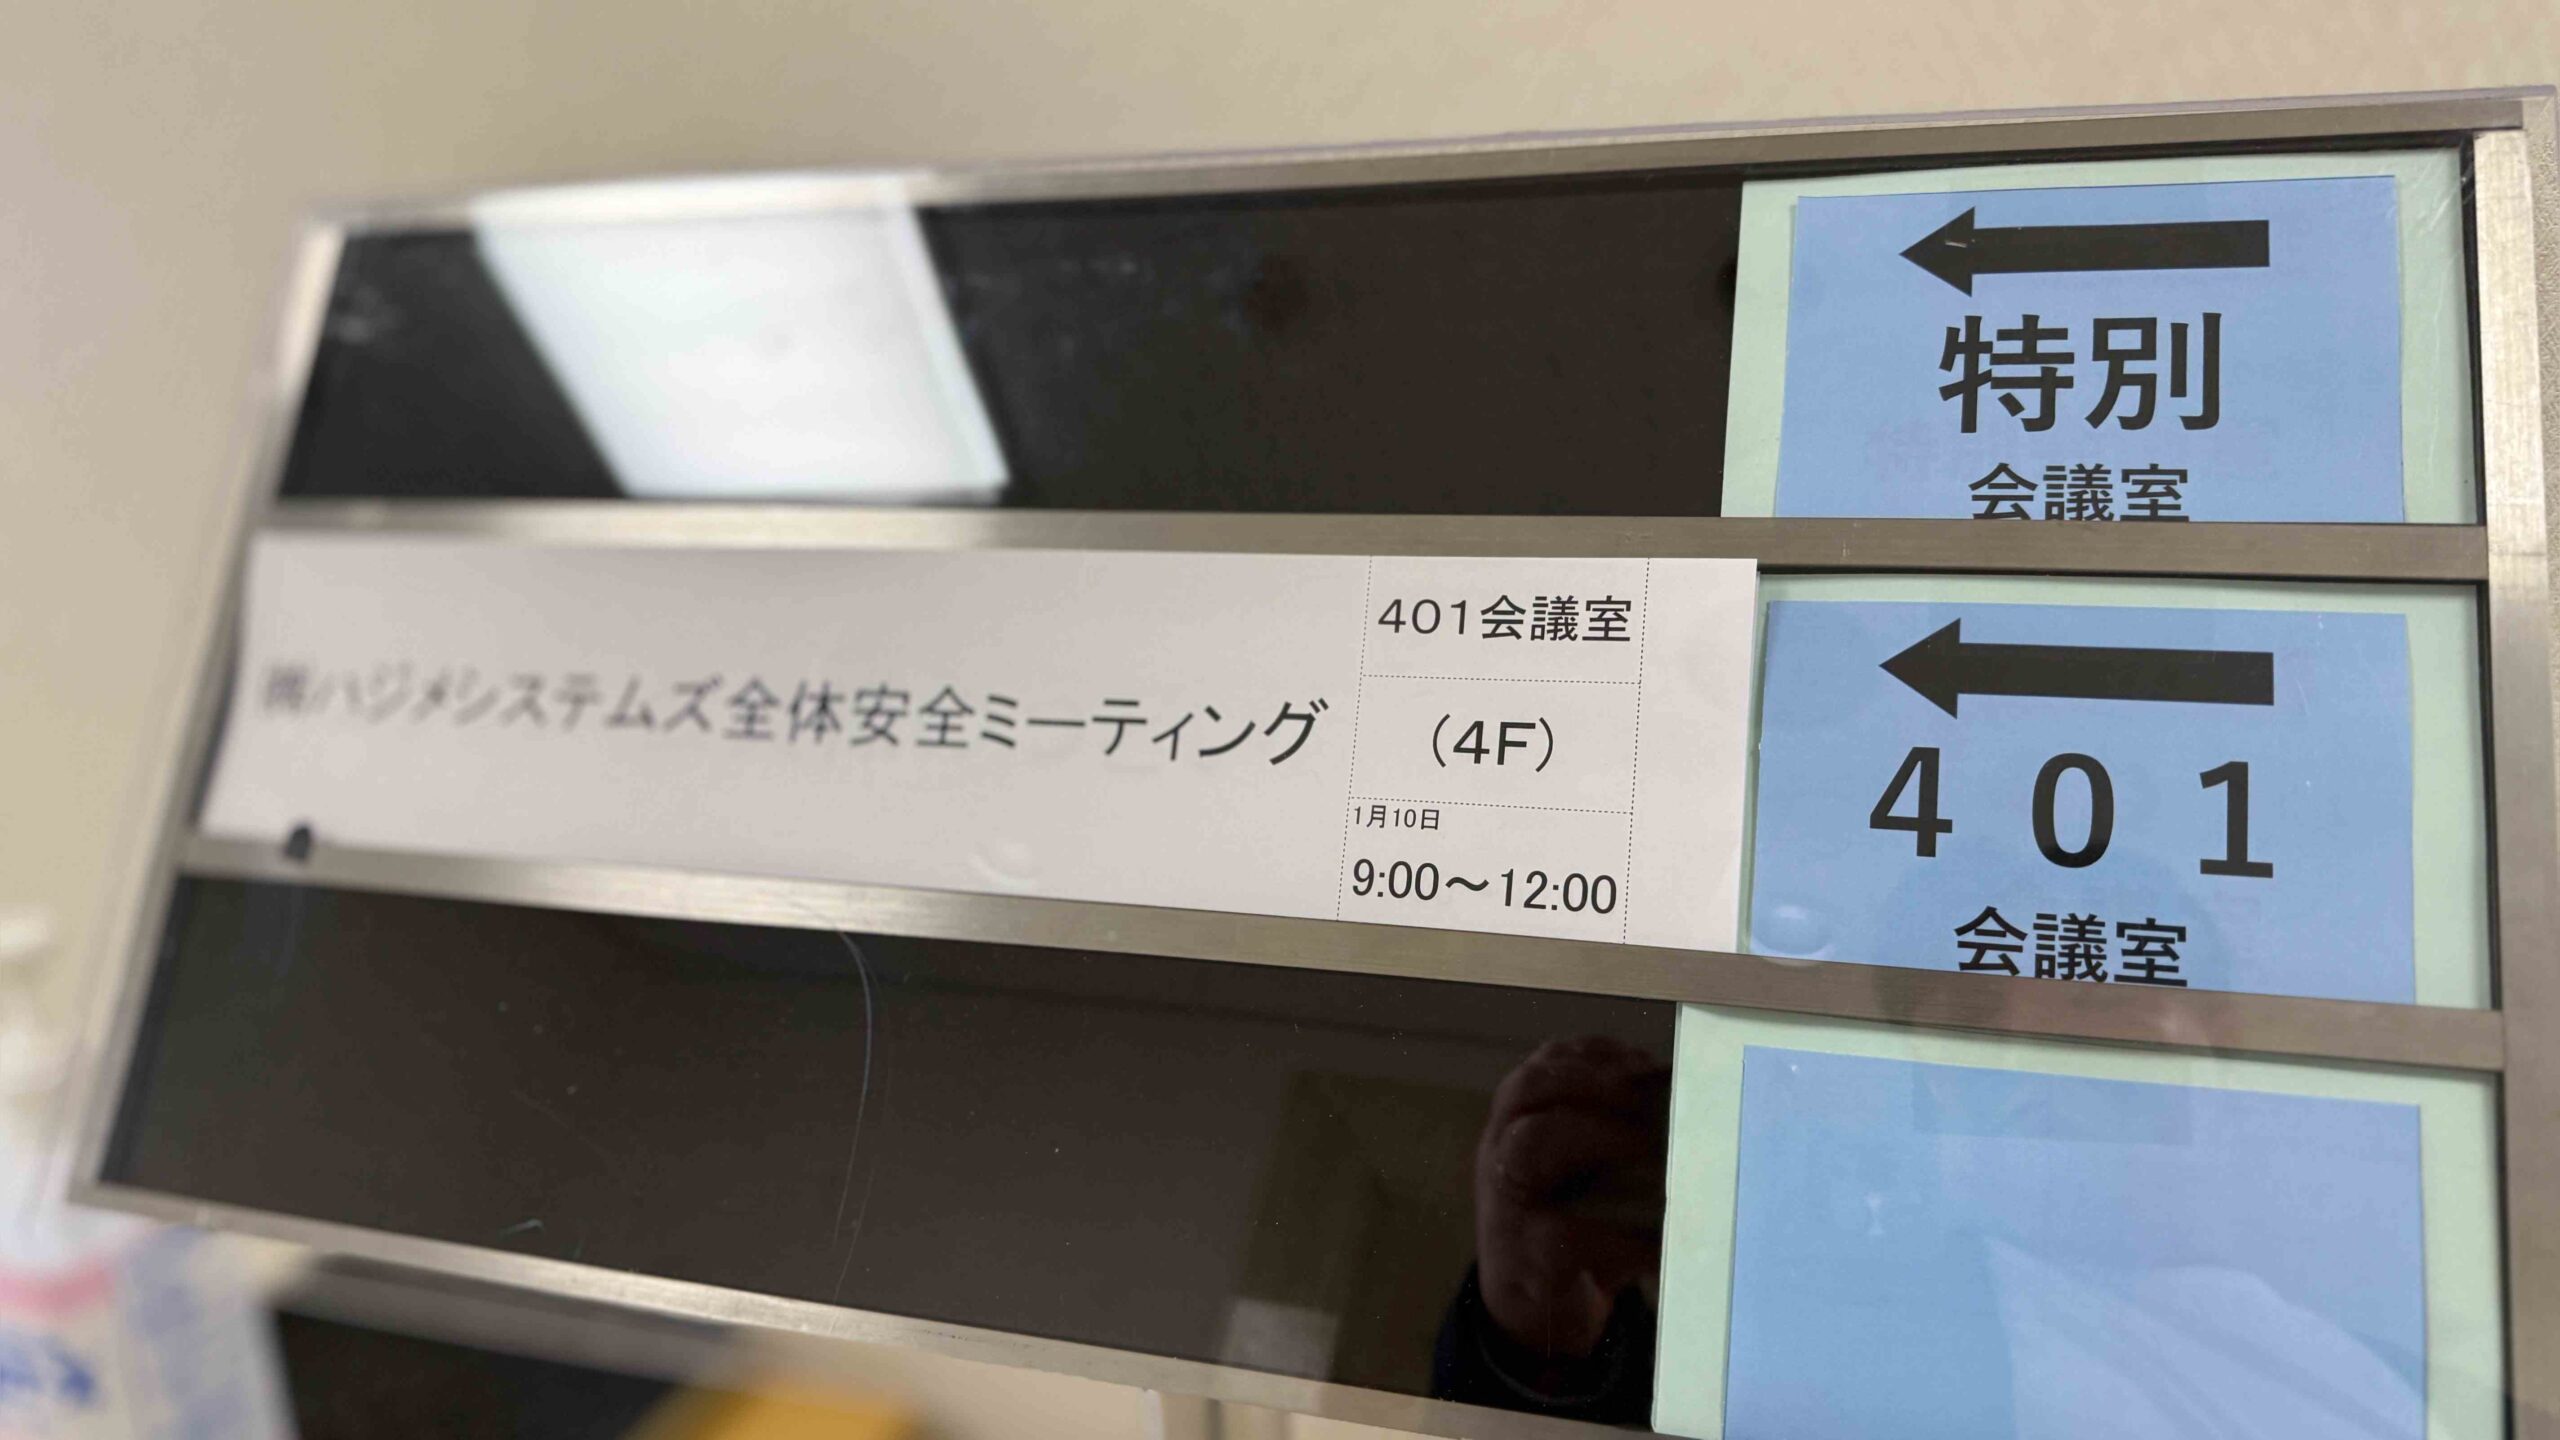 特別
会議室
㈱ハジメシステムズ全体安全ミーティング
401会議室
（4F）
1月10日
9:00～12:00
401
会議室